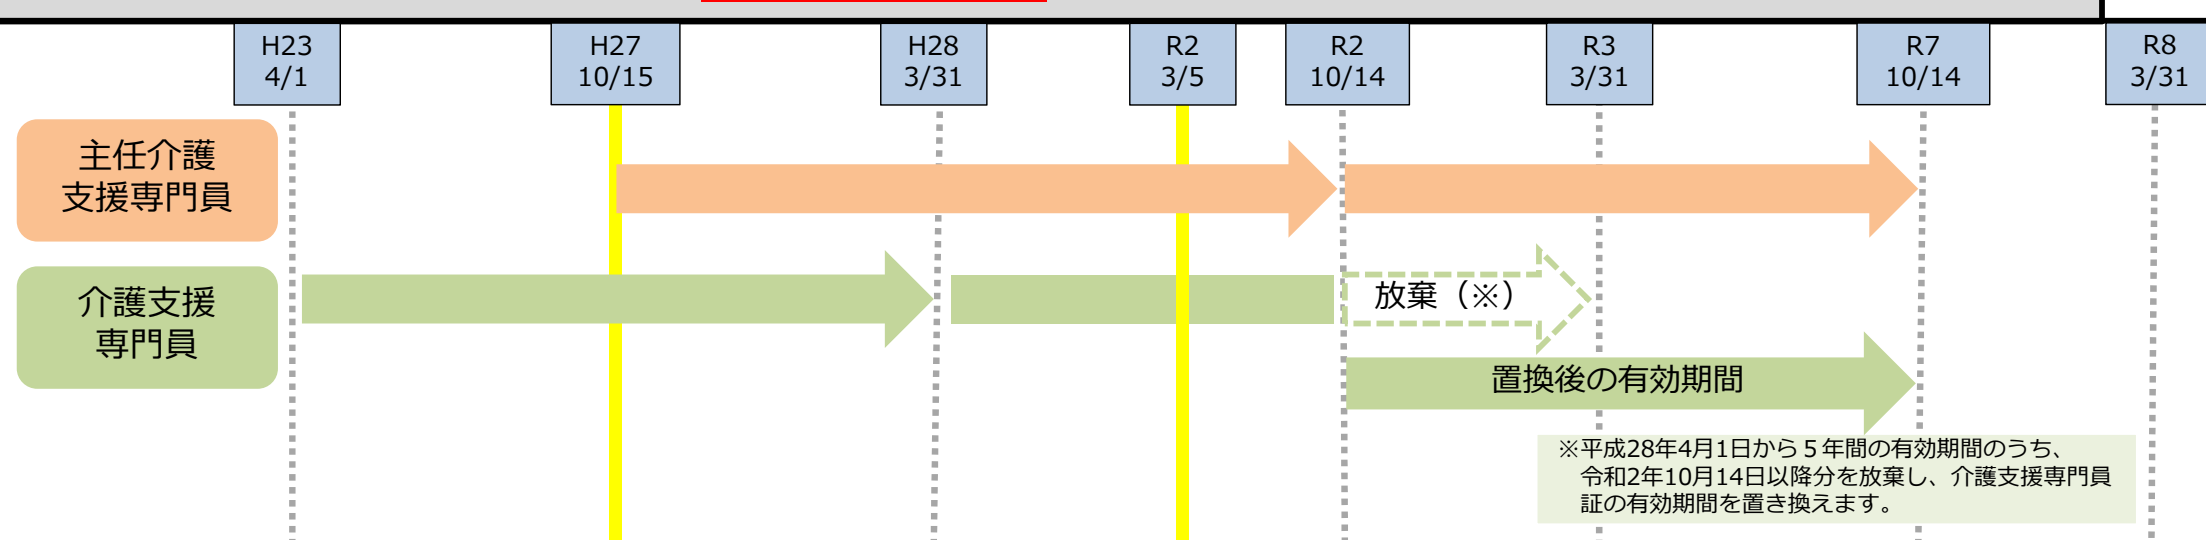 H23
4/1
H27
10/15
H28
3/31
R2
3/5
R2
10/14
R3
3/31
R7
10/14
R8
3/31
主任介護
支援専門員
介護支援
専門員
放棄（※）
置換後の有効期間
※平成28年4月1日から５年間の有効期間のうち、
令和2年10月14日以降分を放棄し、介護支援専門員
証の有効期間を置き換えます。